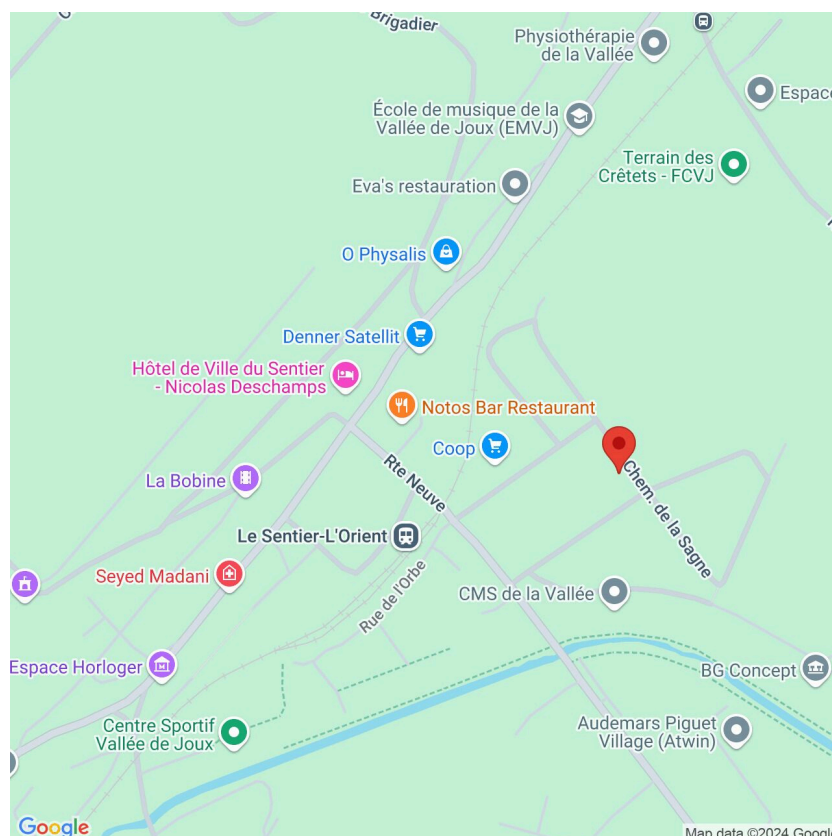 Brigadier
Physiothérapie
de la Vallée
Espace
École de musique de la
Vallée de Joux (EMVJ)
Terrain des
Crêtets - FCVJ
Eva's restauration
O Physalis
Denner Satellit
Hôtel de Ville du Sentier
- Nicolas Deschamps
Notos Bar Restaurant
Coop
Rte Neuve
Chem. de la Sagne
La Bobine
Le Sentier-L'Orient
Seyed Madani
Rue de l'Orbe
CMS de la Vallée
Espace Horloger
BG Concept
Centre Sportif
Vallée de Joux
Audemars Piguet
Village (Atwin)
Google
Map data ©2024 Google